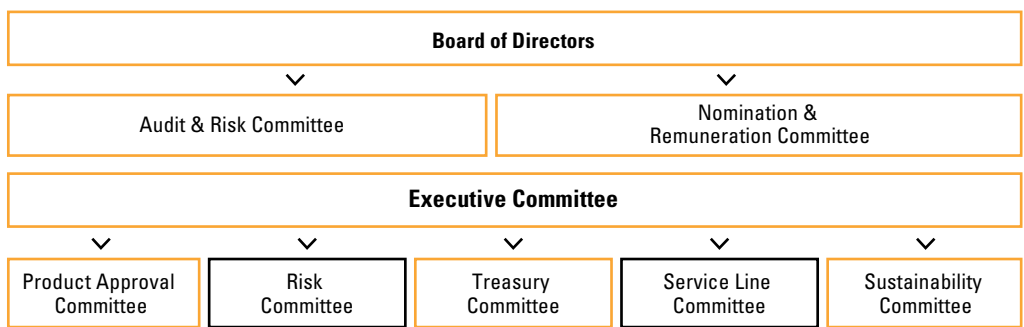 Board of Directors
Audit & Risk Committee
Nomination &
Remuneration Committee
Executive Committee
Product Approval
Committee
Risk
Committee
Treasury
Committee
Service Line
Committee
Sustainability
Committee